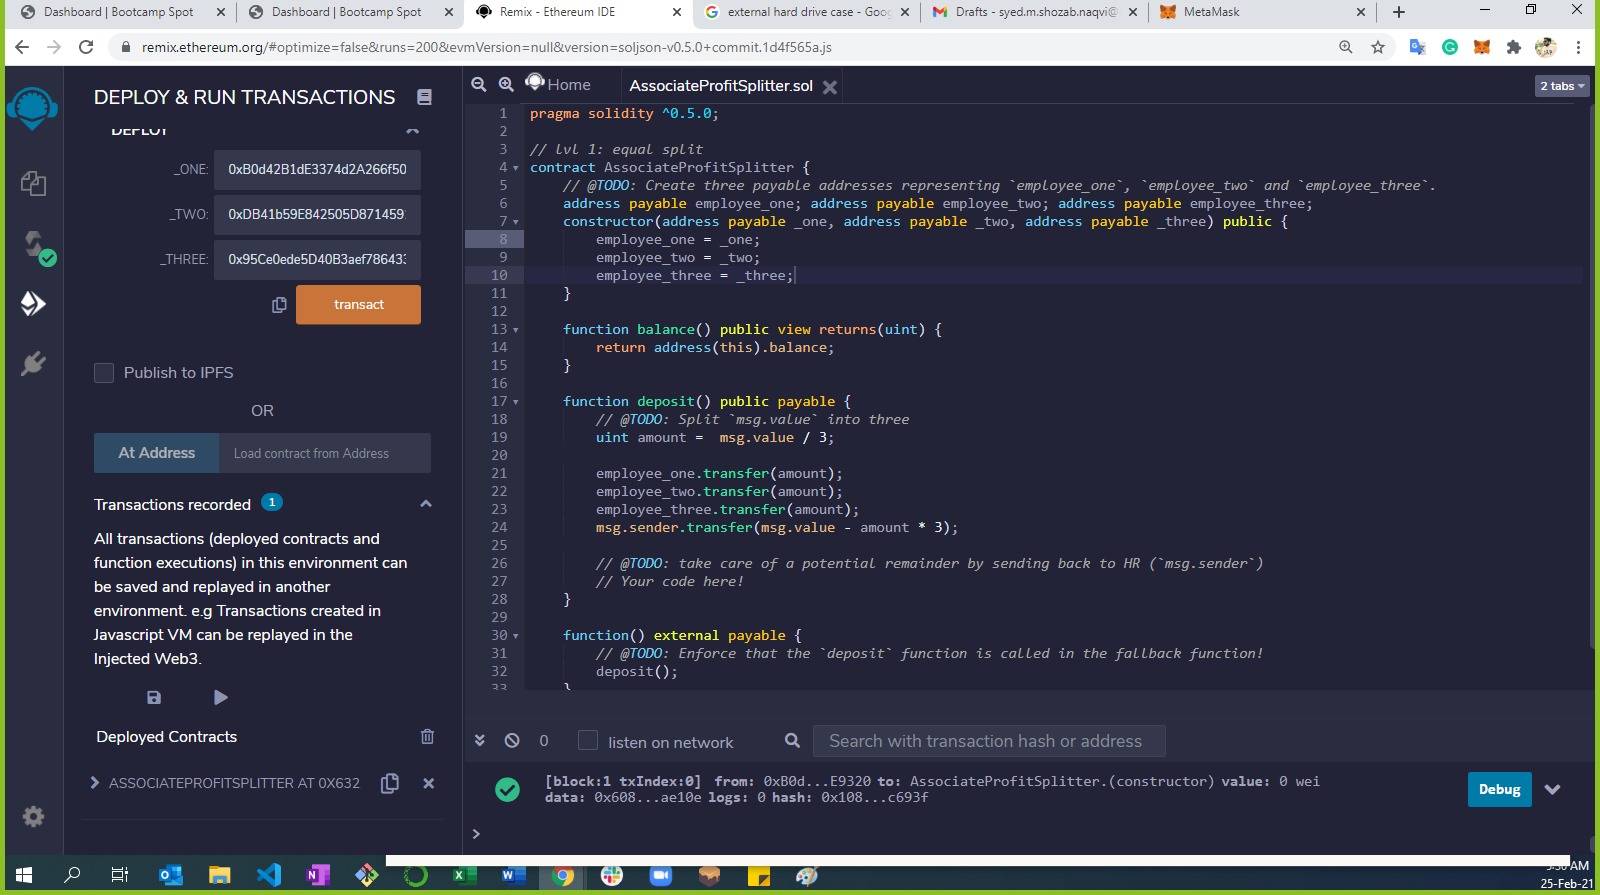 Dashboard | Bootcamp Spot
Dashboard | Bootcamp Spot
Remix - Ethereum IDE
external hard drive case - Goo
Drafts - syed.m.shozab.naqvi@
MetaMask
remix.ethereum.org/#optimize=false&runs=200&evmVersion=null&version=soljson-v0.5.0+commit.1d4f565a.js
DEPLOY & RUN TRANSACTIONS
DEPLOY
_ONE: 0xB0d42B1dE3374d2A266f50
_TWO: 0xDB41b59E842505D871459
_THREE: 0x95Ce0ede5D40B3aef78643
transact
Publish to IPFS
OR
At Address Load contract from Address
Transactions recorded 1
All transactions (deployed contracts and
function executions) in this environment can
be saved and replayed in another
environment. e.g Transactions created in
Javascript VM can be replayed in the
Injected Web3.
Deployed Contracts
ASSOCIATEPROFITSPLITTER AT 0X632
Home
AssociateProfitSplitter.sol
2 tabs
1 pragma solidity ^0.5.0;
2
3 // lvl 1: equal split
4 contract AssociateProfitSplitter {
5 // @TODO: Create three payable addresses representing `employee_one`, `employee_two` and `employee_three`.
6 address payable employee_one; address payable employee_two; address payable employee_three;
7 constructor(address payable _one, address payable _two, address payable _three) public {
8 employee_one = _one;
9 employee_two = _two;
10 employee_three = _three;
11 }
12
13 function balance() public view returns(uint) {
14 return address(this).balance;
15 }
16
17 function deposit() public payable {
18 // @TODO: Split `msg.value` into three
19 uint amount =  msg.value / 3;
20
21 employee_one.transfer(amount);
22 employee_two.transfer(amount);
23 employee_three.transfer(amount);
24 msg.sender.transfer(msg.value - amount * 3);
25
26 // @TODO: take care of a potential remainder by sending back to HR (`msg.sender`)
27 // Your code here!
28 }
29
30 function() external payable {
31 // @TODO: Enforce that the `deposit` function is called in the fallback function!
32 deposit();
33 }
0
listen on network
Search with transaction hash or address
[block:1 txIndex:0] from: 0xB0d...E9320 to: AssociateProfitSplitter.(constructor) value: 0 wei
data: 0x608...ae10e logs: 0 hash: 0x108...c693f
Debug
>
AM
25-Feb-21